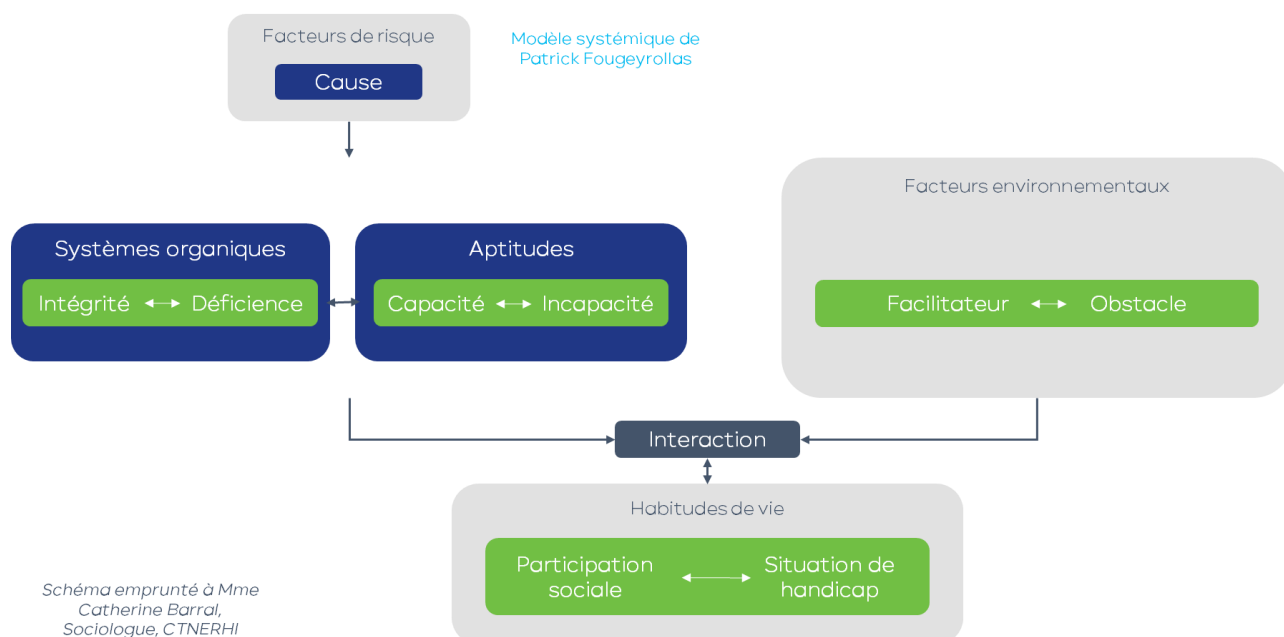 Facteurs de risque
Cause
Modèle systémique de
Patrick Fougeyrollas
Facteurs environnementaux
Systèmes organiques
Intégrité
Déficience
Aptitudes
Capacité
Incapacité
Facilitateur
Obstacle
Interaction
Habitudes de vie
Participation
sociale
Situation de
handicap
Schéma emprunté à Mme
Catherine Barral,
Sociologue, CTNERHI